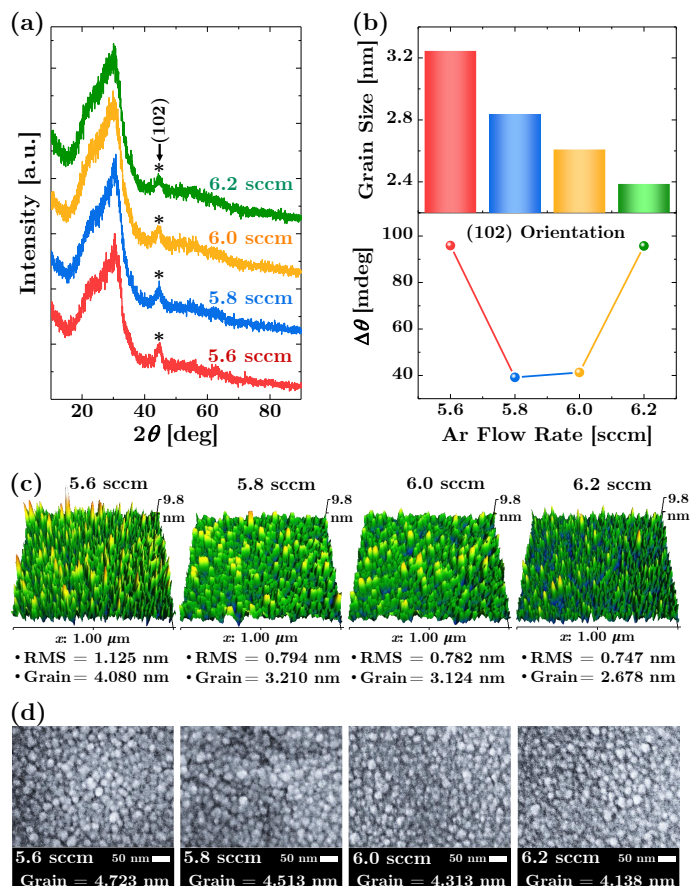 (a)
Intensity [a.u.]
(102)
*
6.2 sccm
*
6.0 sccm
*
5.8 sccm
*
5.6 sccm
20 40 60 80
2θ [deg]
(b)
Grain Size [nm]
3.2
2.8
2.4
(102) Orientation
Δθ [mdeg]
100
80
60
40
5.6 5.8 6.0 6.2
Ar Flow Rate [sccm]
(c)
5.6 sccm 5.8 sccm 6.0 sccm 6.2 sccm
9.8 9.8 9.8 9.8
nm nm nm nm
x: 1.00 μm x: 1.00 μm x: 1.00 μm x: 1.00 μm
•RMS = 1.125 nm •RMS = 0.794 nm •RMS = 0.782 nm •RMS = 0.747 nm
•Grain = 4.080 nm •Grain = 3.210 nm •Grain = 3.124 nm •Grain = 2.678 nm
(d)
5.6 sccm 50 nm 5.8 sccm 50 nm 6.0 sccm 50 nm 6.2 sccm 50 nm
Grain = 4.723 nm Grain = 4.513 nm Grain = 4.313 nm Grain = 4.138 nm